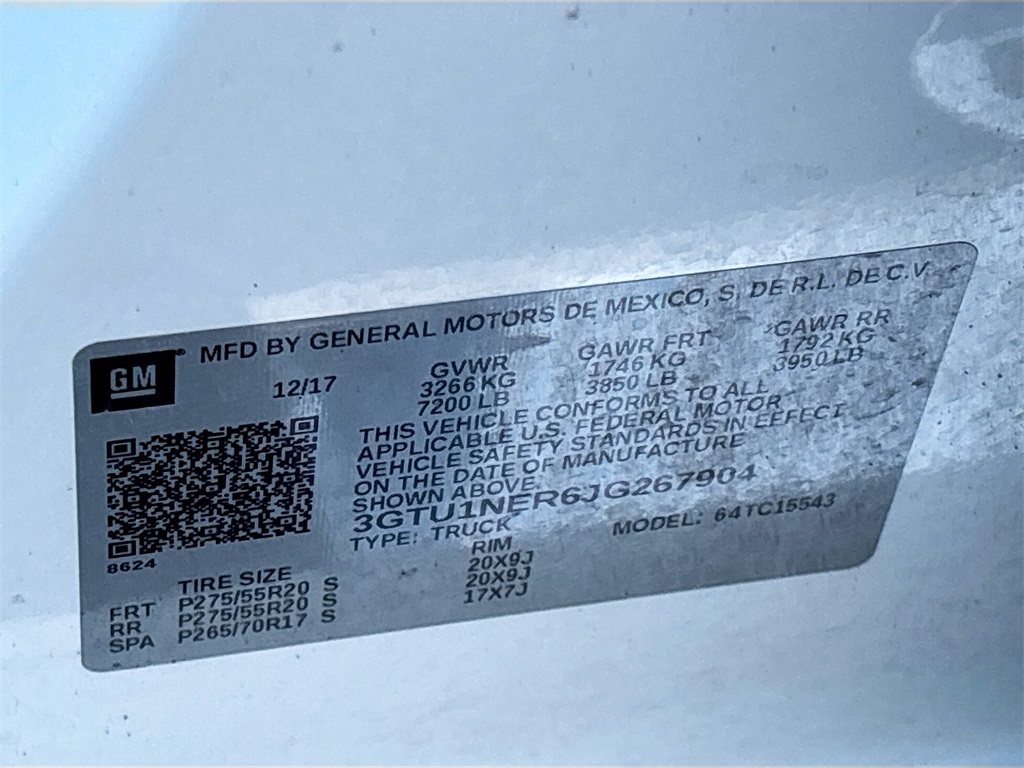 GM
MFD BY GENERAL MOTORS DE MEXICO, S. DE R.L. DE C.V.
12/17
GVWR GAWR FRT GAWR RR
3266 KG 1746 KG 1792 KG
7200 LB 3850 LB 3950 LB
THIS VEHICLE CONFORMS TO ALL
APPLICABLE U.S. FEDERAL MOTOR
VEHICLE SAFETY STANDARDS IN EFFECT
ON THE DATE OF MANUFACTURE
SHOWN ABOVE.
3GTU1NER6JG267904
TYPE: TRUCK MODEL: 64TC15543
8624
TIRE SIZE RIM
FRT P275/55R20 S 20X9J
RR P275/55R20 S 20X9J
SPA P265/70R17 S 17X7J